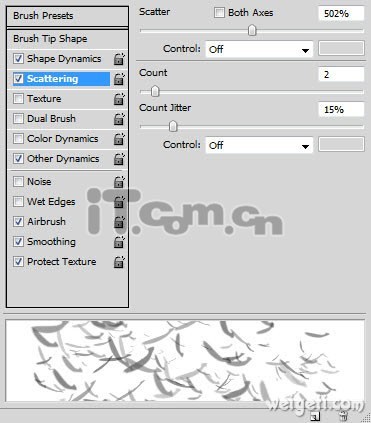 Brush Presets
Brush Tip Shape
Shape Dynamics
Scattering
Texture
Dual Brush
Color Dynamics
Other Dynamics
Noise
Wet Edges
Airbrush
Smoothing
Protect Texture
Scatter Both Axes 502%
Control: Off
Count 2
Count Jitter 15%
Control: Off
iT.com.cn
weigeti.com